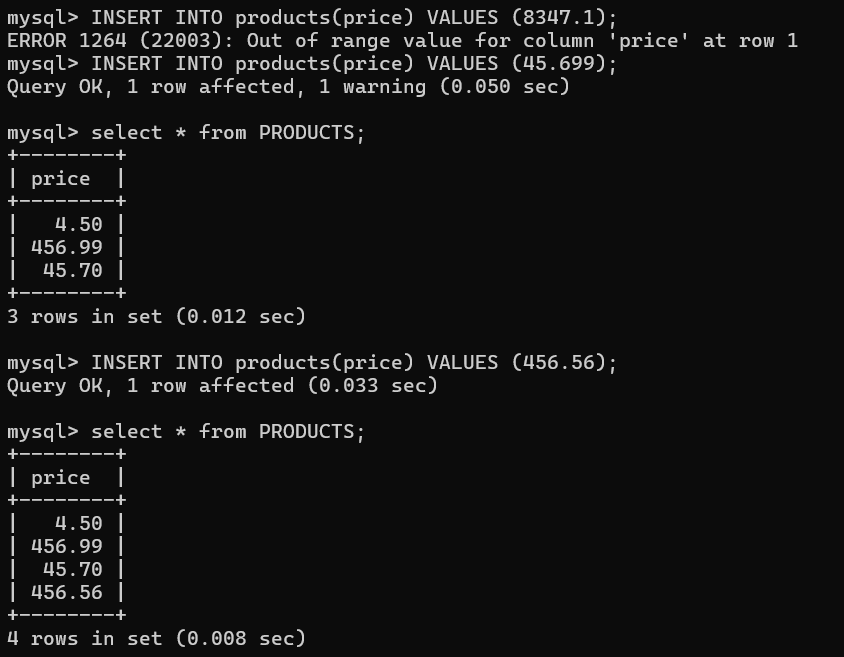 mysql> INSERT INTO products(price) VALUES (8347.1);
ERROR 1264 (22003): Out of range value for column 'price' at row 1
mysql> INSERT INTO products(price) VALUES (45.699);
Query OK, 1 row affected, 1 warning (0.050 sec)

mysql> select * from PRODUCTS;
+--------+
| price  |
+--------+
|   4.50 |
| 456.99 |
|  45.70 |
+--------+
3 rows in set (0.012 sec)

mysql> INSERT INTO products(price) VALUES (456.56);
Query OK, 1 row affected (0.033 sec)

mysql> select * from PRODUCTS;
+--------+
| price  |
+--------+
|   4.50 |
| 456.99 |
|  45.70 |
| 456.56 |
+--------+
4 rows in set (0.008 sec)